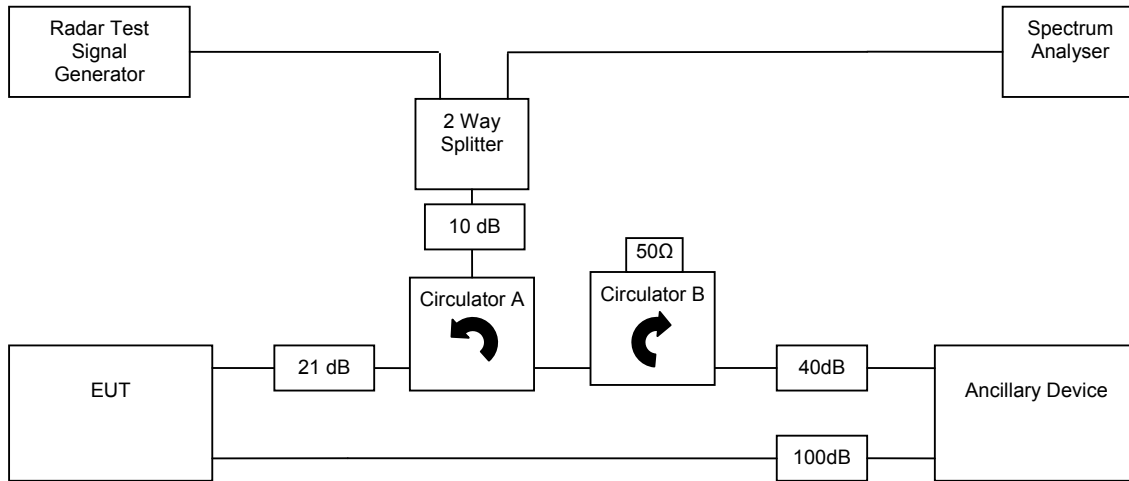 Radar Test
Signal
Generator
Spectrum
Analyser
2 Way
Splitter
10 dB
50Ω
Circulator A
Circulator B
EUT
21 dB
40dB
Ancillary Device
100dB